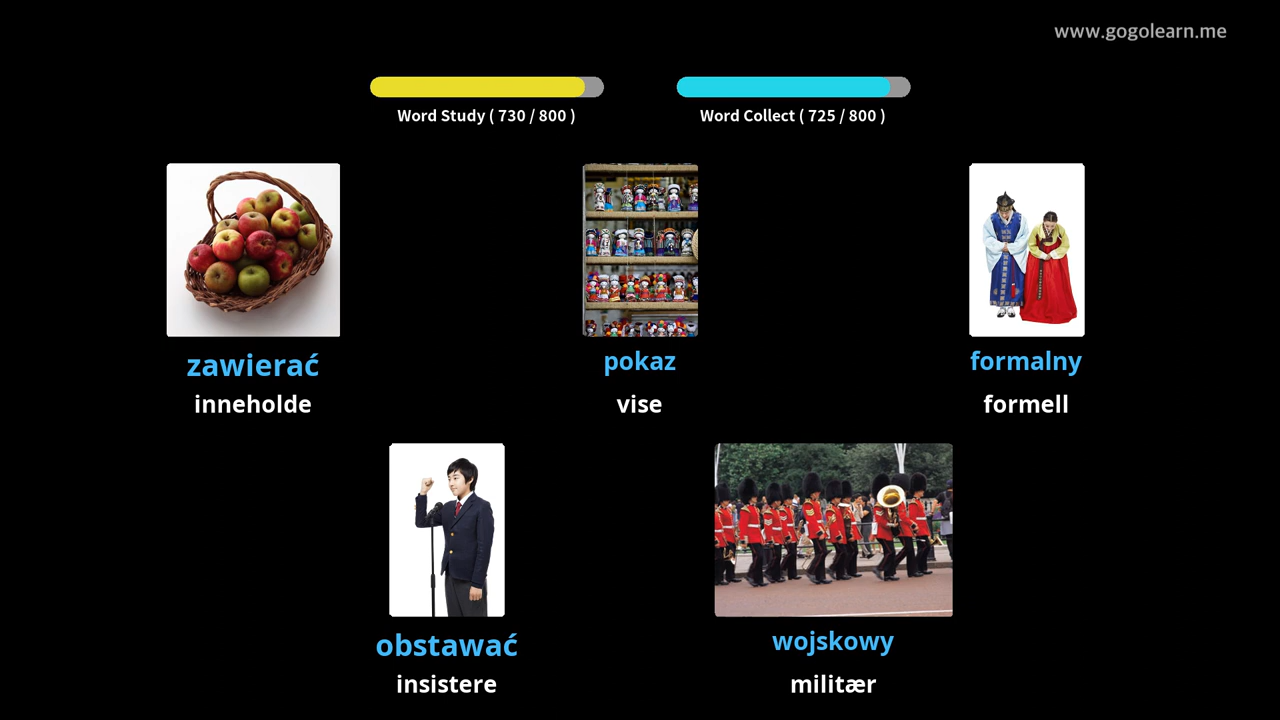 www.gogolearn.me
Word Study ( 730 / 800 )
Word Collect ( 725 / 800 )
zawierać
inneholde
pokaz
vise
formalny
formell
obstawać
insistere
wojskowy
militær